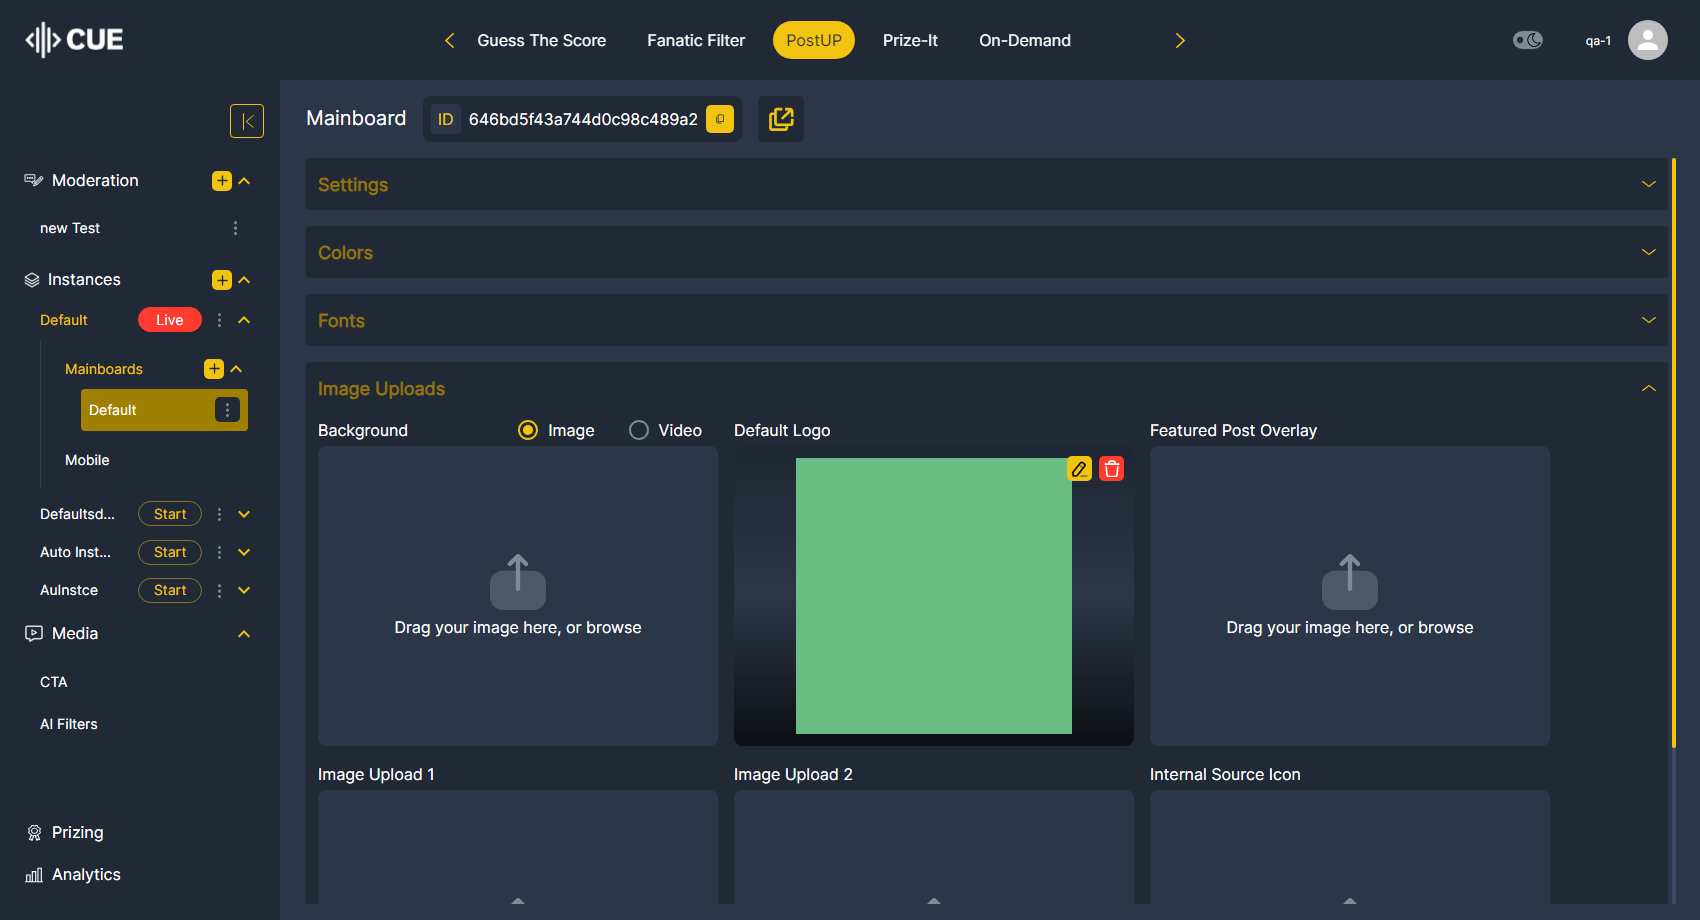 CUE
Guess The Score
Fanatic Filter
PostUP
Prize-It
On-Demand
qa-1
Moderation
new Test
Instances
Default
Live
Mainboards
Default
Mobile
Defaultsd...
Start
Auto Inst...
Start
AuInstce
Start
Media
CTA
AI Filters
Prizing
Analytics
Mainboard
ID
646bd5f43a744d0c98c489a2
Settings
Colors
Fonts
Image Uploads
Background
Image
Video
Default Logo
Featured Post Overlay
Drag your image here, or browse
Drag your image here, or browse
Image Upload 1
Image Upload 2
Internal Source Icon